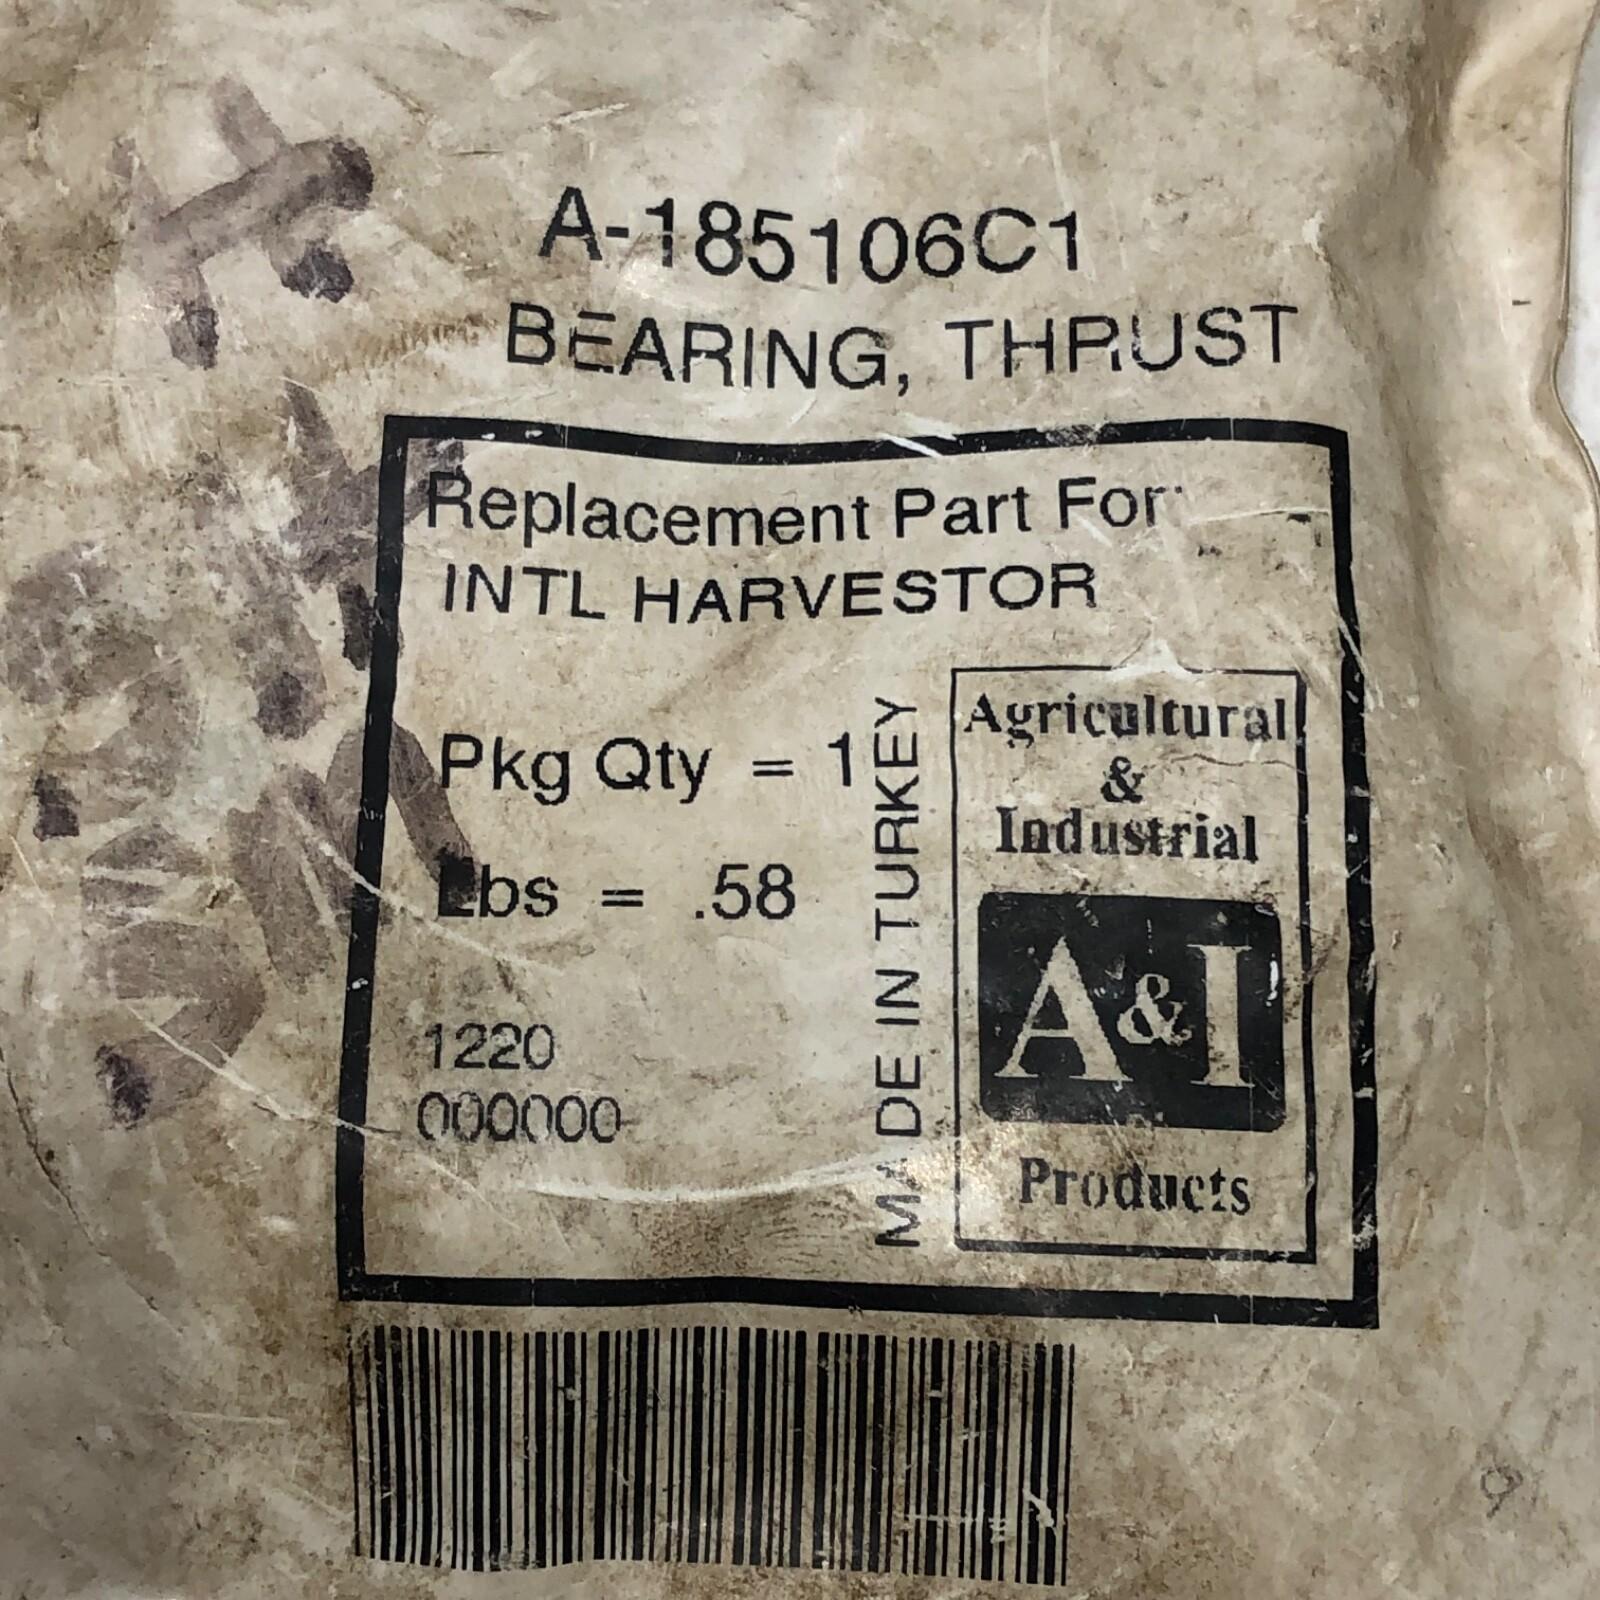 A-185106C1
BEARING, THRUST
Replacement Part For
INTL HARVESTOR
Pkg Qty = 1
Lbs = .58
1220
000000
MADE IN TURKEY
Agricultural
&
Industrial
A&I
Products